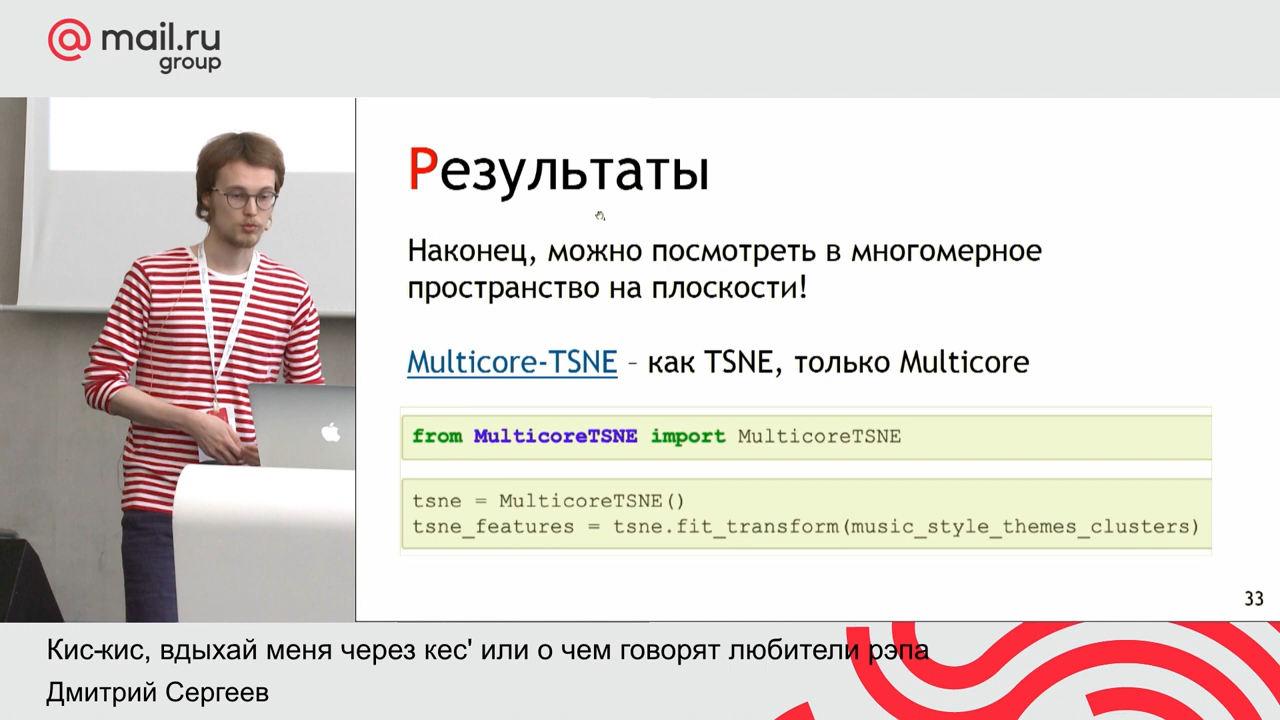 mail.ru
group
Результаты
Наконец, можно посмотреть в многомерное
пространство на плоскости!
Multicore-TSNE – как TSNE, только Multicore
from MulticoreTSNE import MulticoreTSNE
tsne = MulticoreTSNE()
tsne_features = tsne.fit_transform(music_style_themes_clusters)
33
Кис-кис, вдыхай меня через кес' или о чем говорят любители рэпа
Дмитрий Сергеев